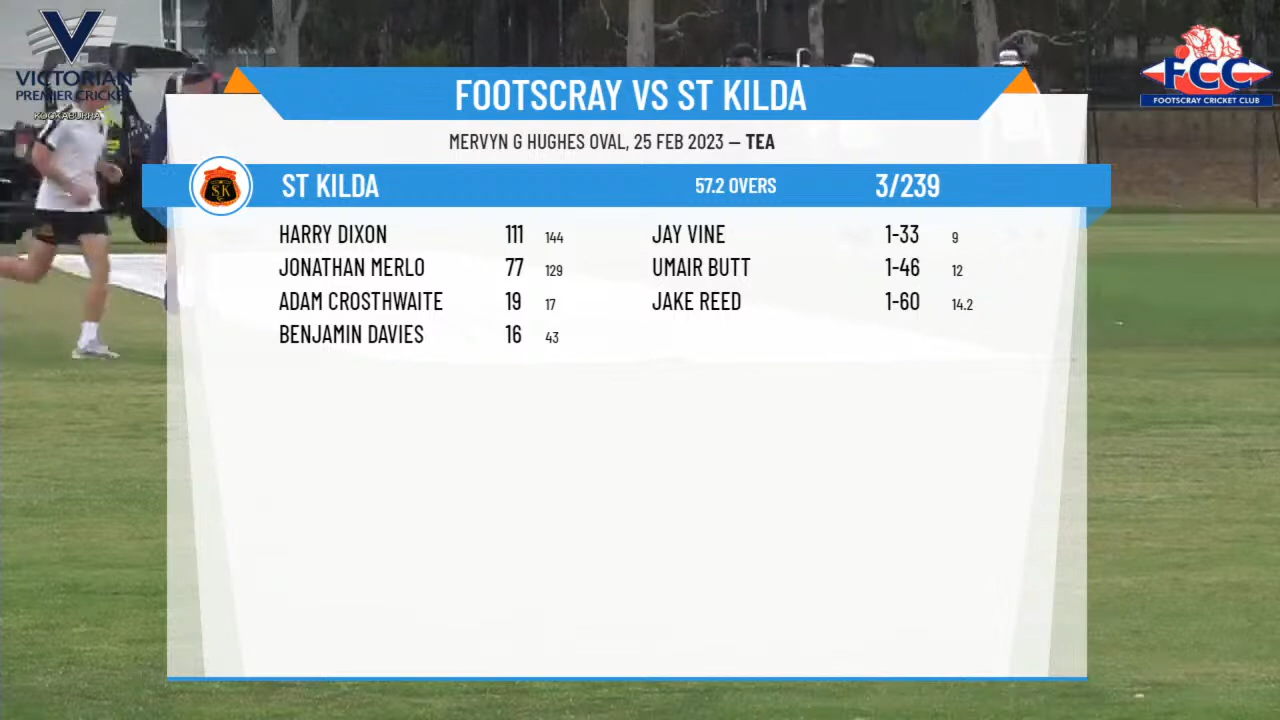 VICTORIAN
PREMIER CRICKET
KOOKABURRA
FCC
FOOTSCRAY CRICKET CLUB
FOOTSCRAY VS ST KILDA
MERVYN G HUGHES OVAL, 25 FEB 2023 – TEA
SK
ST KILDA 57.2 OVERS 3/239
HARRY DIXON 111 144 JAY VINE 1-33 9
JONATHAN MERLO 77 129 UMAIR BUTT 1-46 12
ADAM CROSTHWAITE 19 17 JAKE REED 1-60 14.2
BENJAMIN DAVIES 16 43